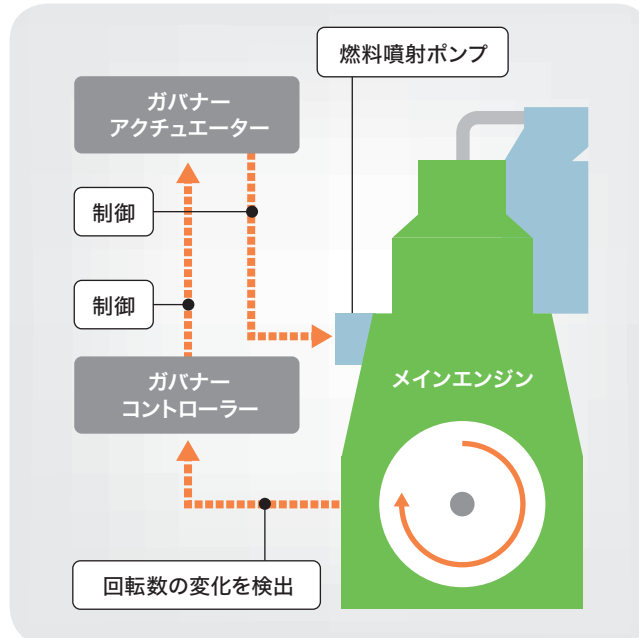 燃料噴射ポンプ
ガバナー
アクチュエーター
制御
制御
ガバナー
コントローラー
メインエンジン
回転数の変化を検出